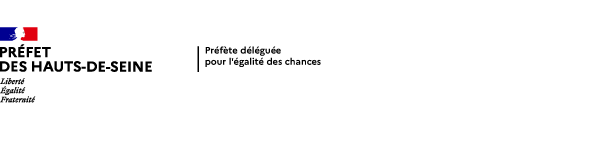 PRÉFET
DES HAUTS-DE-SEINE
Liberté
Égalité
Fraternité
Préfète déléguée
pour l'égalité des chances